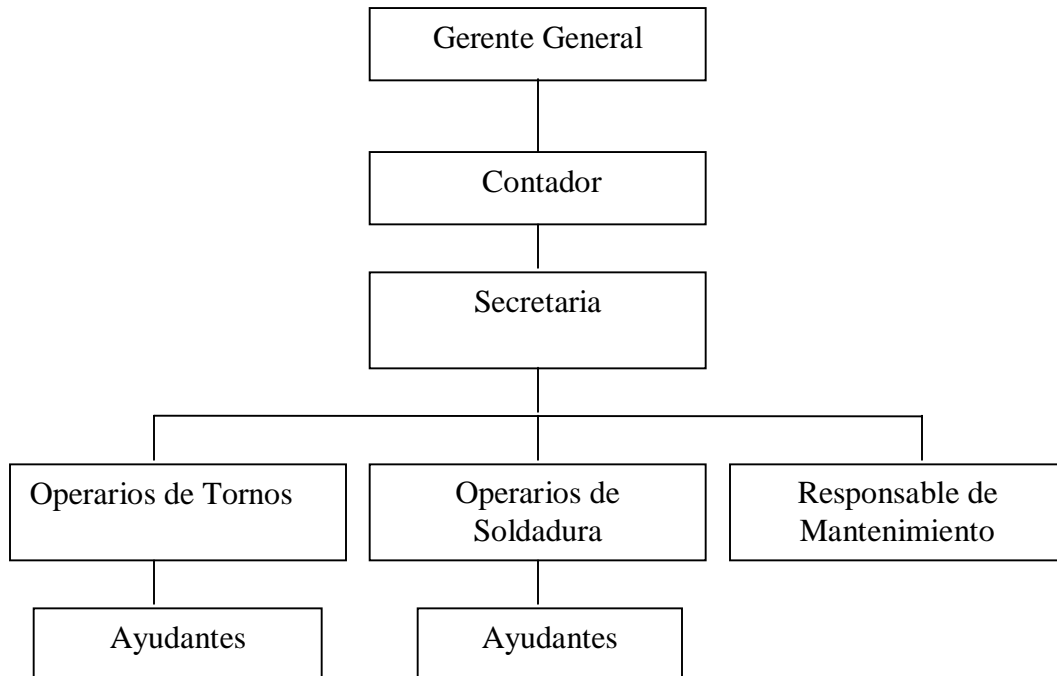 Gerente General
Contador
Secretaria
Operarios de Tornos
Operarios de
Soldadura
Responsable de
Mantenimiento
Ayudantes
Ayudantes